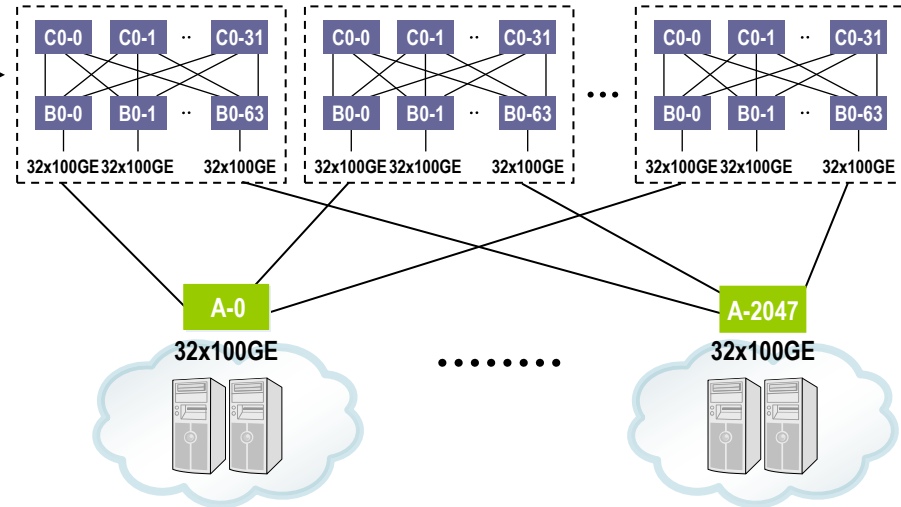 C0-0 C0-1 ·· C0-31 C0-0 C0-1 ·· C0-31 C0-0 C0-1 ·· C0-31
B0-0 B0-1 ·· B0-63 B0-0 B0-1 ·· B0-63 ... B0-0 B0-1 ·· B0-63
32x100GE 32x100GE 32x100GE 32x100GE 32x100GE 32x100GE 32x100GE 32x100GE 32x100GE
A-0 A-2047
32x100GE ........ 32x100GE